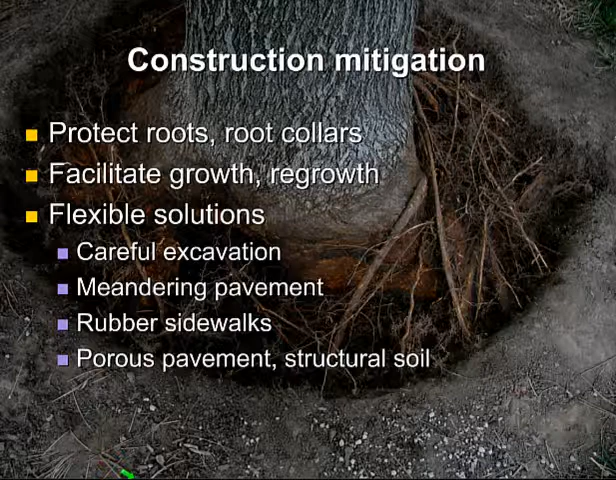 Construction mitigation
Protect roots, root collars
Facilitate growth, regrowth
Flexible solutions
Careful excavation
Meandering pavement
Rubber sidewalks
Porous pavement, structural soil